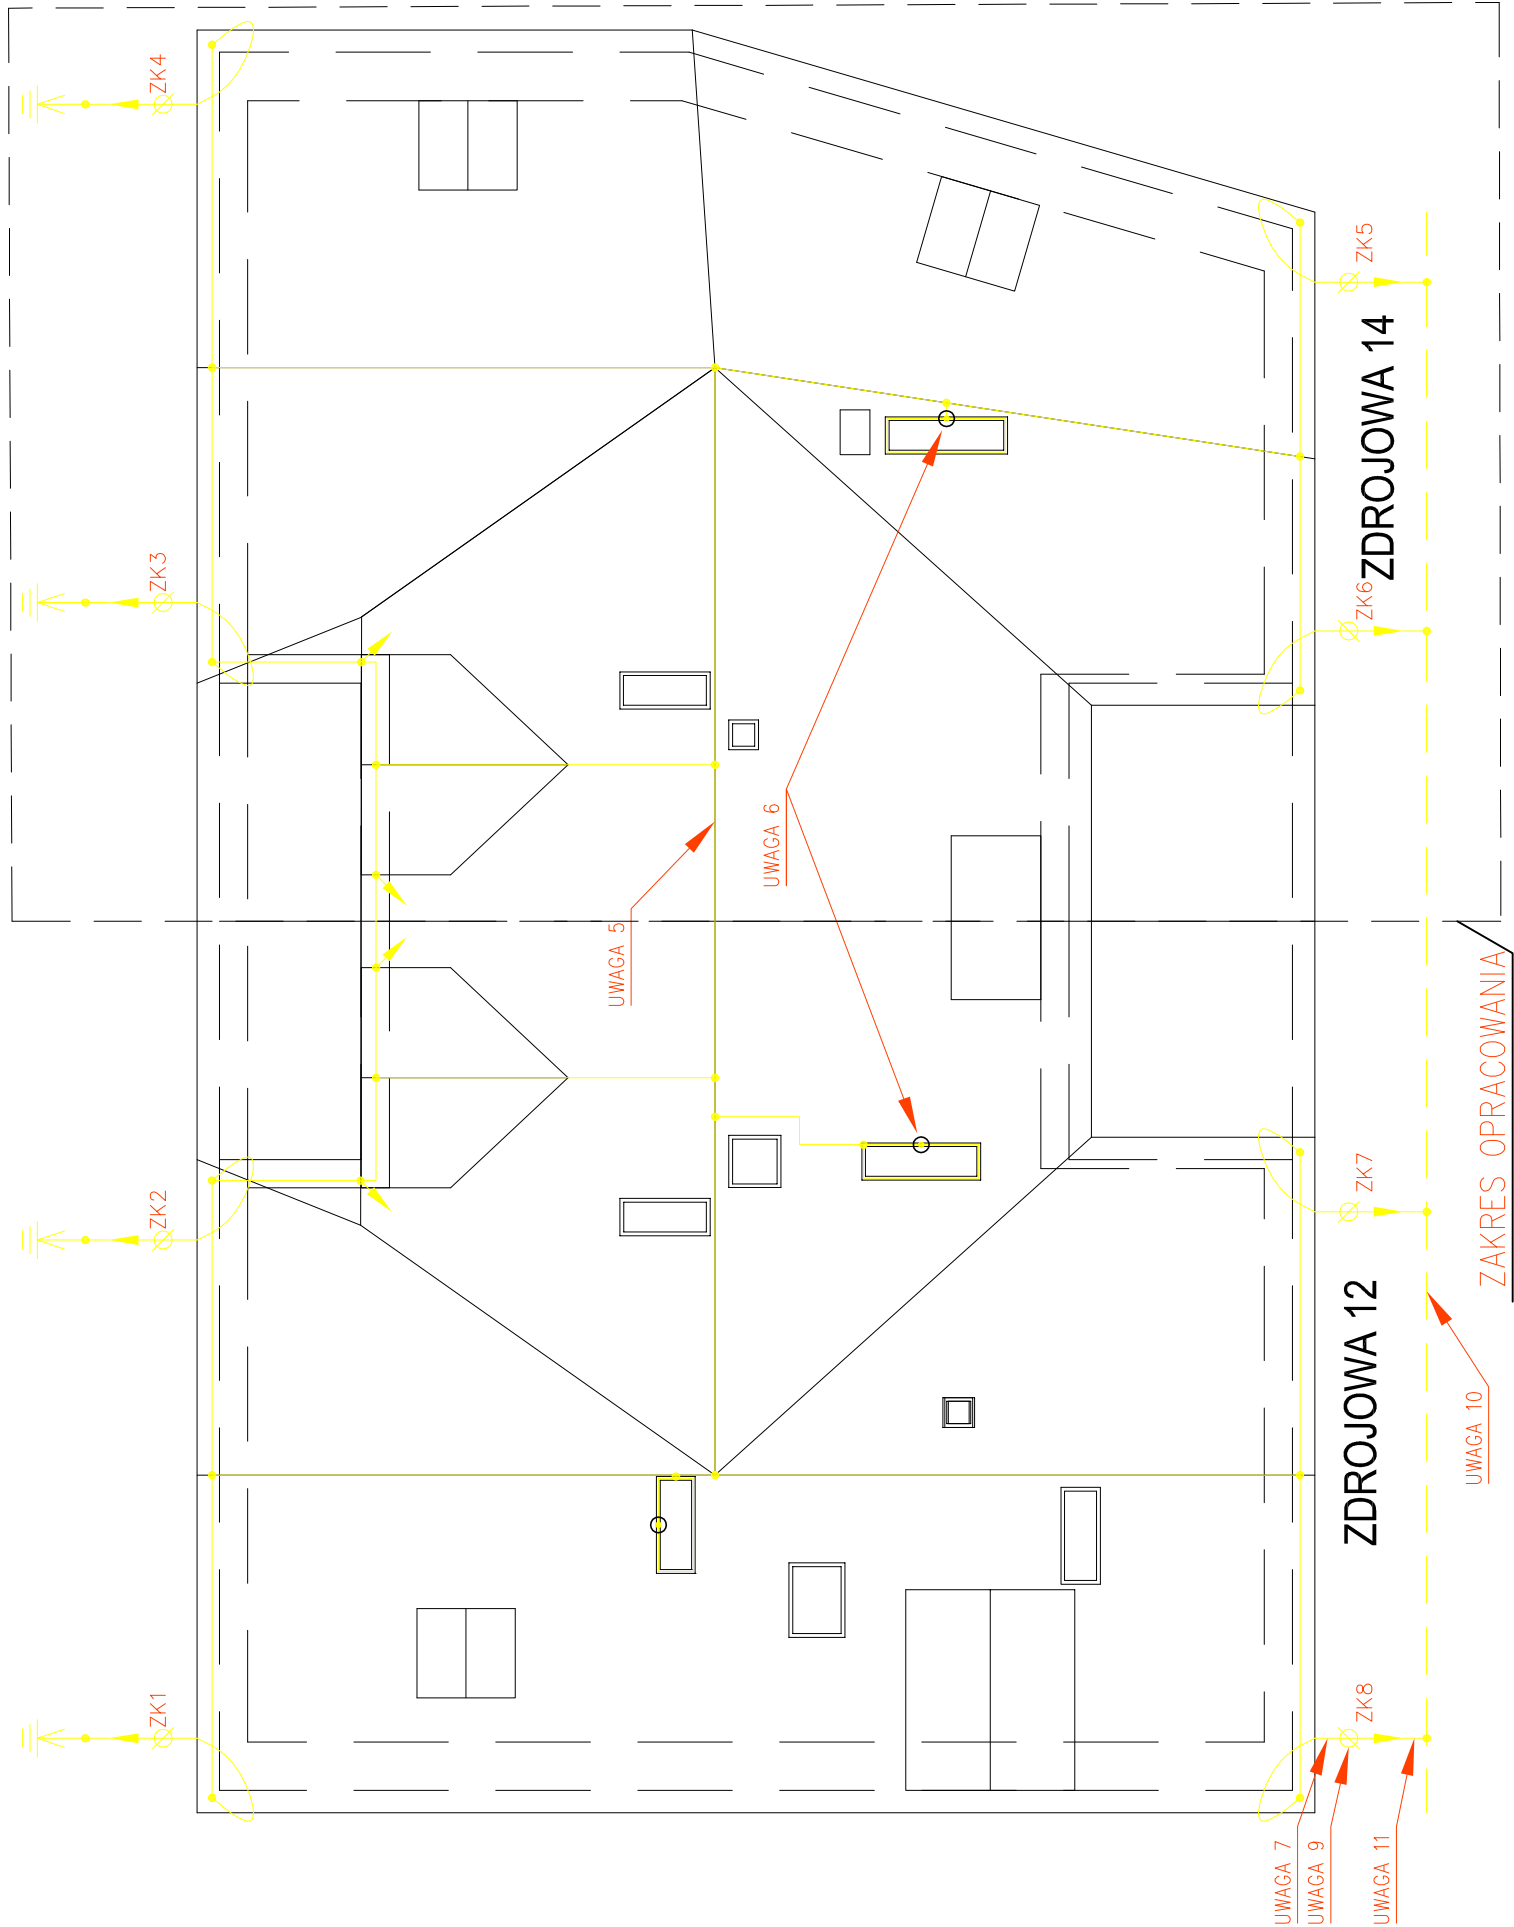 ZK4
ZK3
ZK2
ZK1
ZK5
ZK6
ZK7
ZK8
ZDROJOWA 14
ZDROJOWA 12
UWAGA 5
UWAGA 6
ZAKRES OPRACOWANIA
UWAGA 10
UWAGA 7
UWAGA 9
UWAGA 11